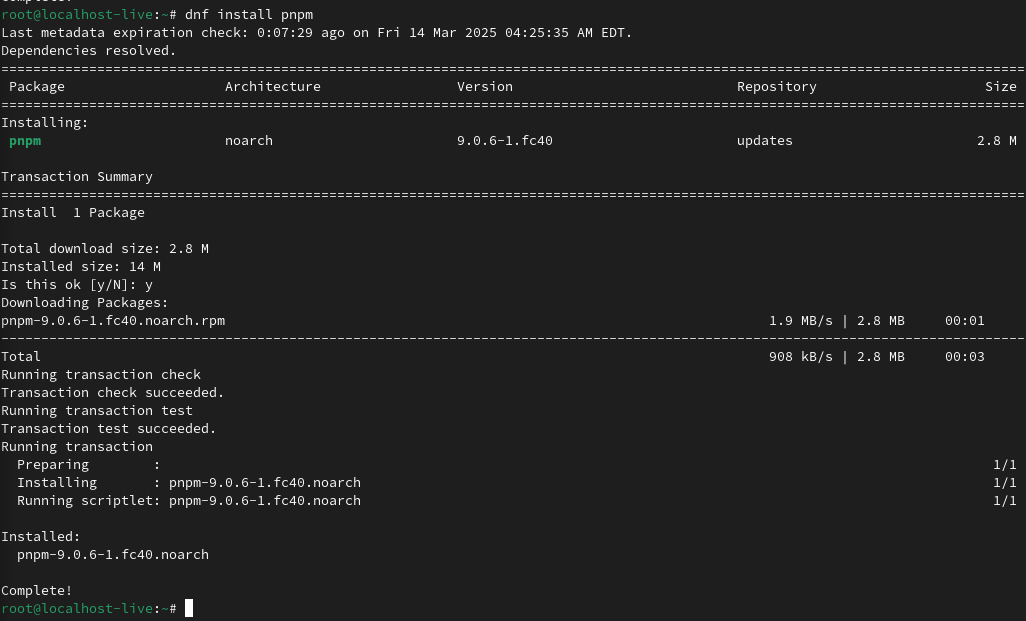 root@localhost-live:~# dnf install pnpm
Last metadata expiration check: 0:07:29 ago on Fri 14 Mar 2025 04:25:35 AM EDT.
Dependencies resolved.
================================================================================
Package Architecture Version Repository Size
================================================================================
Installing:
pnpm noarch 9.0.6-1.fc40 updates 2.8 M
Transaction Summary
================================================================================
Install 1 Package
Total download size: 2.8 M
Installed size: 14 M
Is this ok [y/N]: y
Downloading Packages:
pnpm-9.0.6-1.fc40.noarch.rpm 1.9 MB/s | 2.8 MB 00:01
--------------------------------------------------------------------------------
Total 908 kB/s | 2.8 MB 00:03
Running transaction check
Transaction check succeeded.
Running transaction test
Transaction test succeeded.
Running transaction
Preparing : 1/1
Installing : pnpm-9.0.6-1.fc40.noarch 1/1
Running scriptlet: pnpm-9.0.6-1.fc40.noarch 1/1
Installed:
pnpm-9.0.6-1.fc40.noarch
Complete!
root@localhost-live:~#